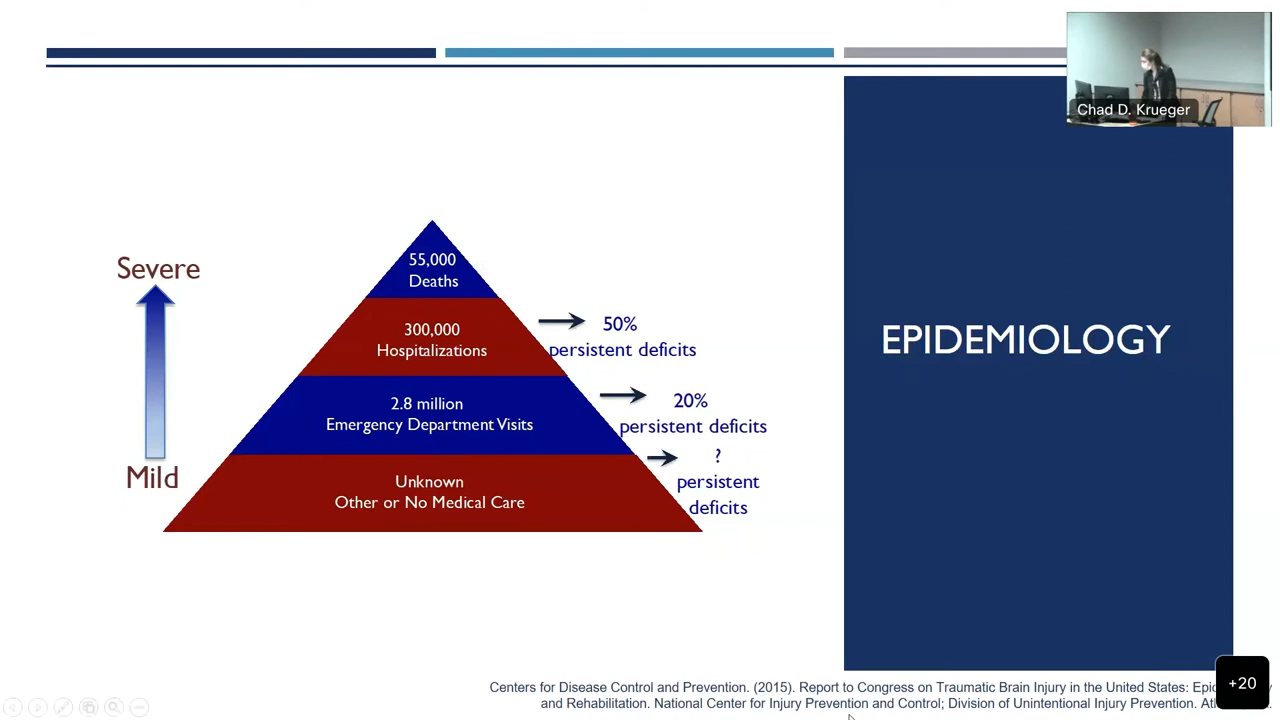 Chad D. Krueger
Severe
Mild
55,000
Deaths
300,000
Hospitalizations
2.8 million
Emergency Department Visits
Unknown
Other or No Medical Care
50%
persistent deficits
20%
persistent deficits
?
persistent
deficits
EPIDEMIOLOGY
+20
Centers for Disease Control and Prevention. (2015). Report to Congress on Traumatic Brain Injury in the United States:
and Rehabilitation. National Center for Injury Prevention and Control; Division of Unintentional Injury Prevention.